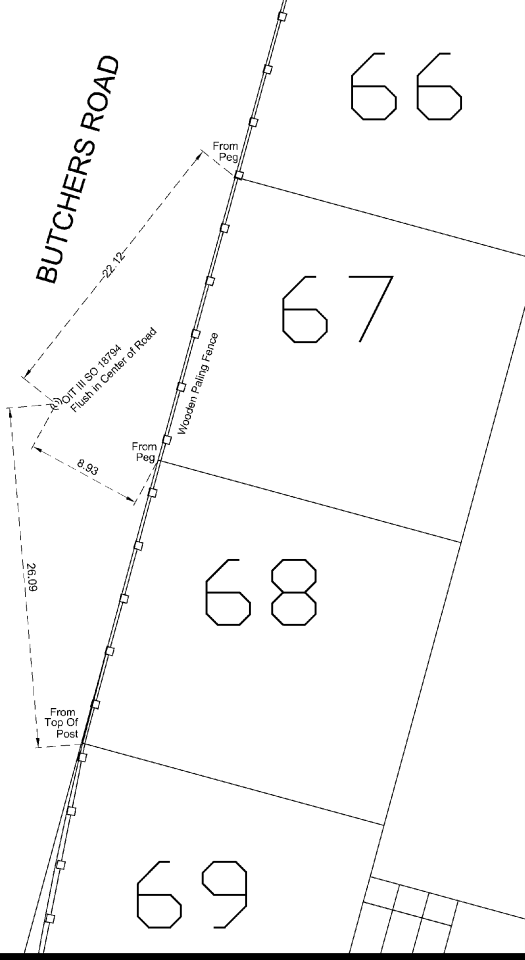 66
BUTCHERS ROAD
From
Peg
22.12
67
OIT III SO 18794
Flush in Center of Road
Wooden Paling Fence
From
Peg
8.93
26.09
68
From
Top Of
Post
69